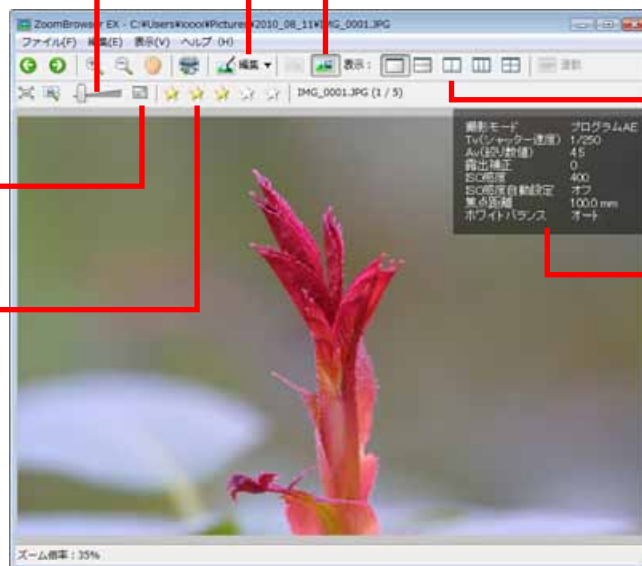 ZoomBrowser EX - C:¥Users¥xxxx¥Pictures¥2010_08_11¥IMG_0001.JPG
ファイル(F) 編集(E) 表示(V) ヘルプ (H)
編集 表示 :
IMG_0001.JPG (1 / 5)
撮影モード プログラムAE
Tv(シャッター速度) 1/250
Av(絞り数値) 4.5
露出補正 0
ISO感度 400
ISO感度自動設定 オフ
焦点距離 100.0 mm
ホワイトバランス オート
ズーム倍率 : 35%